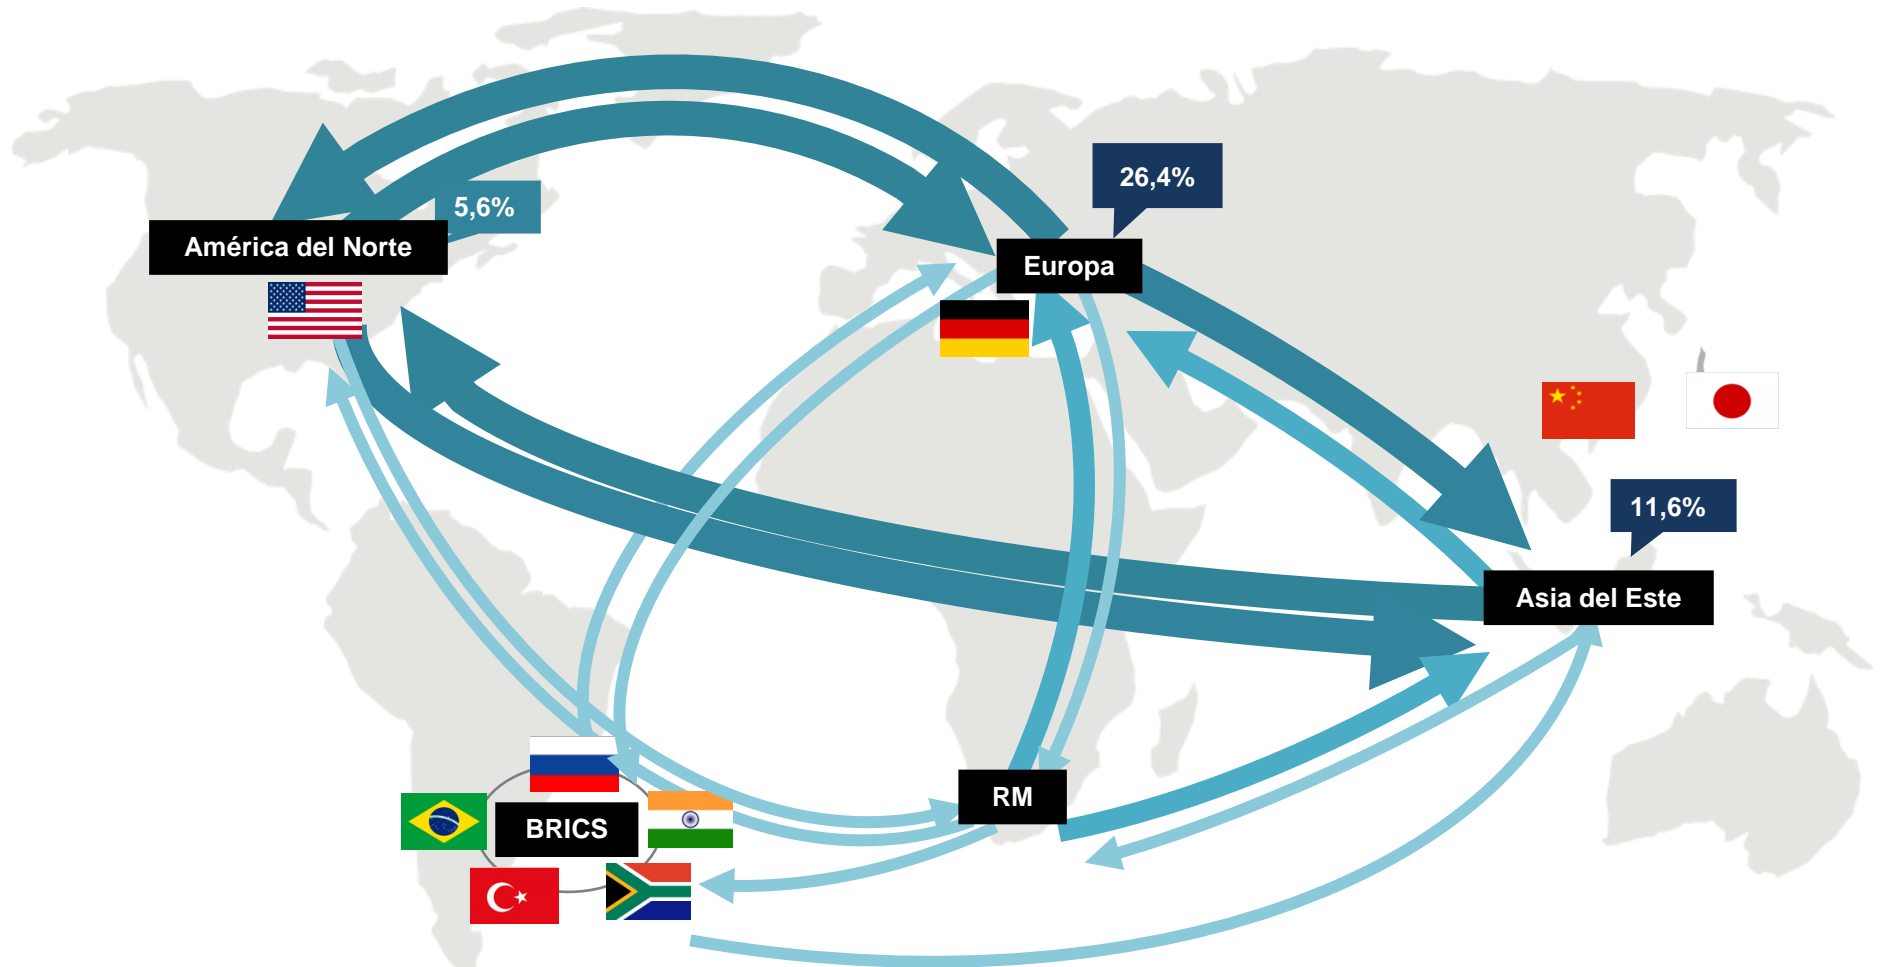 26,4%
5,6%
América del Norte
Europa
11,6%
Asia del Este
RM
BRICS